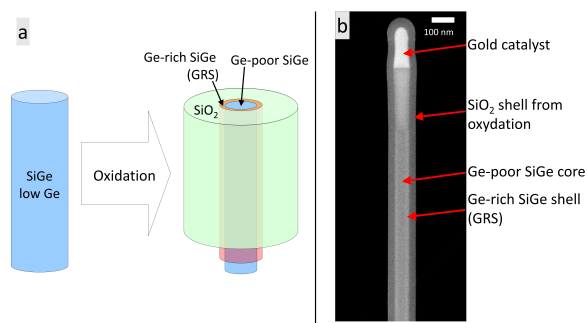 a
Ge-rich SiGe
(GRS)
Ge-poor SiGe
SiO2
SiGe
low Ge
Oxidation
b
100 nm
Gold catalyst
SiO2 shell from
oxydation
Ge-poor SiGe core
Ge-rich SiGe shell
(GRS)